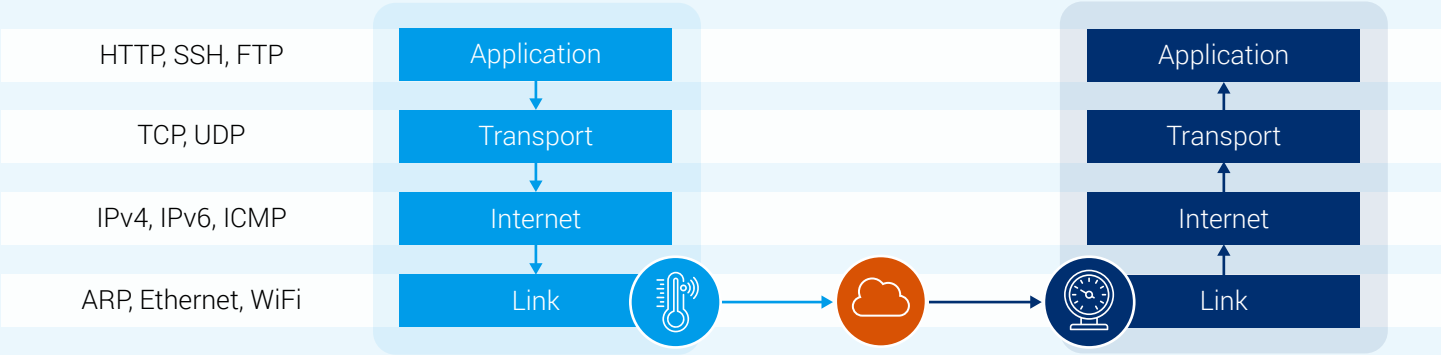 HTTP, SSH, FTP
Application
Application
TCP, UDP
Transport
Transport
IPv4, IPv6, ICMP
Internet
Internet
ARP, Ethernet, WiFi
Link
Link